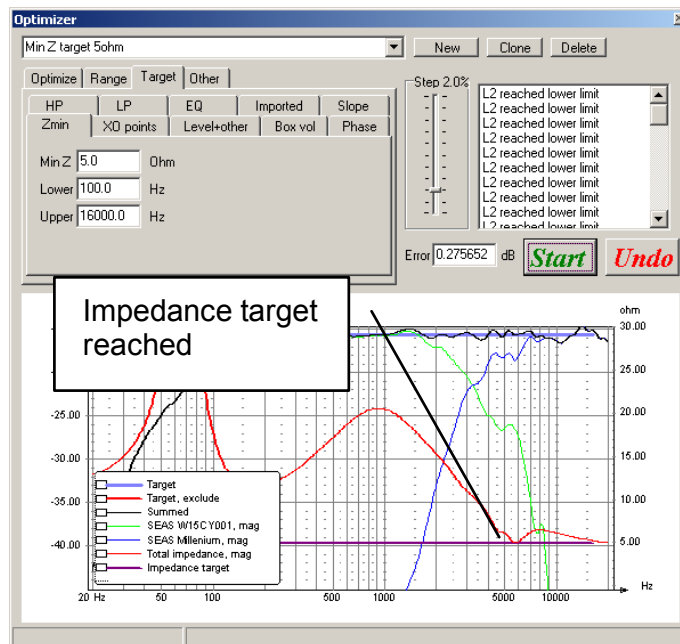 Optimizer
Min Z target 5ohm
New
Clone
Delete
Optimize
Range
Target
Other
HP
LP
EQ
Imported
Slope
Zmin
XO points
Level+other
Box vol
Phase
Min Z 5.0 Ohm
Lower 100.0 Hz
Upper 16000.0 Hz
Step 2.0%
L2 reached lower limit
L2 reached lower limit
L2 reached lower limit
L2 reached lower limit
L2 reached lower limit
L2 reached lower limit
L2 reached lower limit
L2 reached lower limit
L2 reached lower limit
L2 reached lower limit
Error 0.275652 dB
Start
Undo
Impedance target
reached
ohm
30.00
25.00
20.00
15.00
10.00
5.00
-25.00
-30.00
-35.00
-40.00
Target
Target, exclude
Summed
SEAS W15CY001, mag
SEAS Millenium, mag
Total impedance, mag
Impedance target
20 Hz
50
100
500
1000
5000
10000
Hz